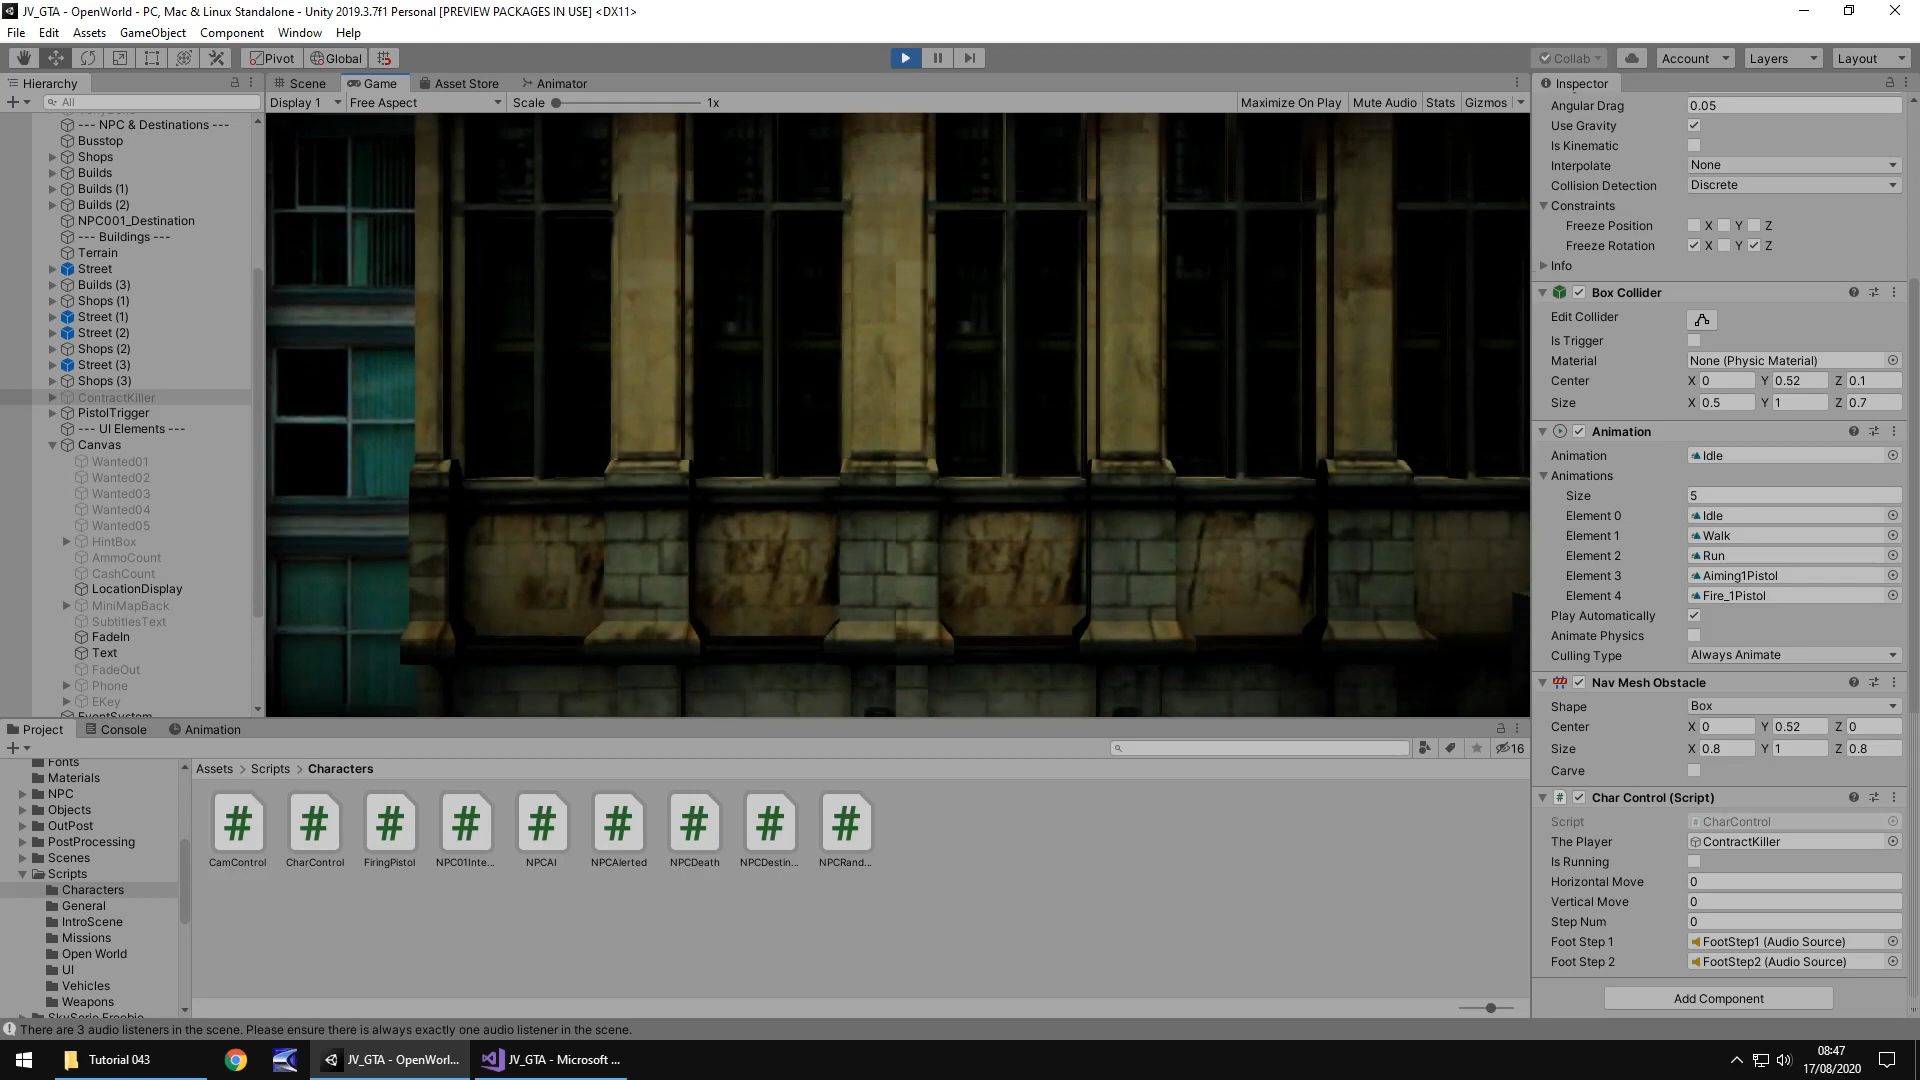 JV_GTA - OpenWorld - PC, Mac & Linux Standalone - Unity 2019.3.7f1 Personal [PREVIEW PACKAGES IN USE] <DX11>
File Edit Assets GameObject Component Window Help
Pivot Global Collab Account Layers Layout
Hierarchy
All
--- NPC & Destinations ---
Busstop
Shops
Builds
Builds (1)
Builds (2)
NPC001_Destination
--- Buildings ---
Terrain
Street
Builds (3)
Shops (1)
Street (1)
Street (2)
Shops (2)
Street (3)
Shops (3)
ContractKiller
PistolTrigger
--- UI Elements ---
Canvas
Wanted01
Wanted02
Wanted03
Wanted04
Wanted05
HintBox
AmmoCount
CashCount
LocationDisplay
MiniMapBack
SubtitlesText
FadeIn
Text
FadeOut
Phone
EKey
EventSystem
Scene Game Asset Store Animator
Display 1 Free Aspect Scale 1x Maximize On Play Mute Audio Stats Gizmos
Inspector
Angular Drag 0.05
Use Gravity
Is Kinematic
Interpolate None
Collision Detection Discrete
Constraints
Freeze Position X Y Z
Freeze Rotation X Y Z
Info
Box Collider
Edit Collider
Is Trigger
Material None (Physic Material)
Center X 0 Y 0.52 Z 0.1
Size X 0.5 Y 1 Z 0.7
Animation
Animation Idle
Animations
Size 5
Element 0 Idle
Element 1 Walk
Element 2 Run
Element 3 Aiming1Pistol
Element 4 Fire_1Pistol
Play Automatically
Animate Physics
Culling Type Always Animate
Nav Mesh Obstacle
Shape Box
Center X 0 Y 0.52 Z 0
Size X 0.8 Y 1 Z 0.8
Carve
Char Control (Script)
Script CharControl
The Player ContractKiller
Is Running
Horizontal Move 0
Vertical Move 0
Step Num 0
Foot Step 1 FootStep1 (Audio Source)
Foot Step 2 FootStep2 (Audio Source)
Add Component
Project Console Animation
16
Fonts
Materials
NPC
Objects
OutPost
PostProcessing
Scenes
Scripts
Characters
General
IntroScene
Missions
Open World
UI
Vehicles
Weapons
SkySerie Freebie
Assets > Scripts > Characters
CamControl CharControl FiringPistol NPC01Inte... NPCAI NPCAlerted NPCDeath NPCDestin... NPCRand...
There are 3 audio listeners in the scene. Please ensure there is always exactly one audio listener in the scene.
Tutorial 043
JV_GTA - OpenWorl...
JV_GTA - Microsoft ...
08:47
17/08/2020